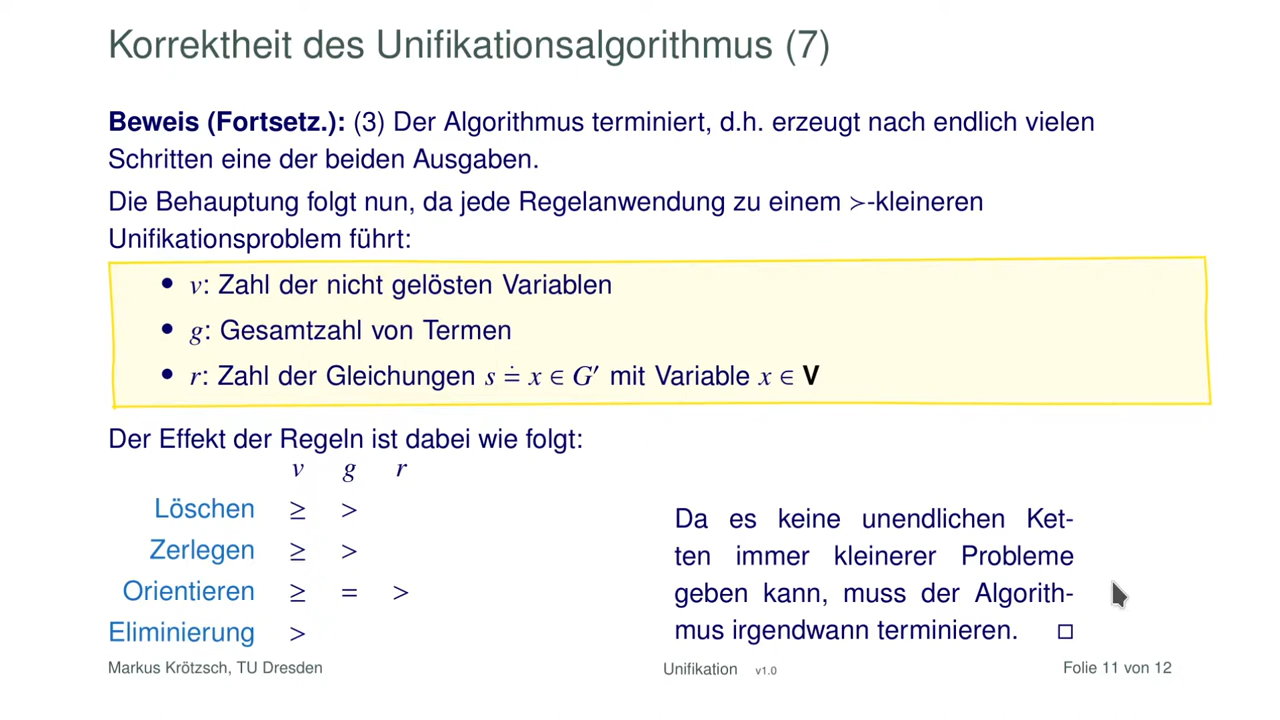 Korrektheit des Unifikationsalgorithmus (7)
Beweis (Fortsetz.): (3) Der Algorithmus terminiert, d.h. erzeugt nach endlich vielen
Schritten eine der beiden Ausgaben.
Die Behauptung folgt nun, da jede Regelanwendung zu einem ≻-kleineren
Unifikationsproblem führt:
• v: Zahl der nicht gelösten Variablen
• g: Gesamtzahl von Termen
• r: Zahl der Gleichungen s ≐ x ∈ G′ mit Variable x ∈ V
Der Effekt der Regeln ist dabei wie folgt:
v g r
Löschen ≥ >
Zerlegen ≥ >
Orientieren ≥ = >
Eliminierung >
Da es keine unendlichen Ket-
ten immer kleinerer Probleme
geben kann, muss der Algorith-
mus irgendwann terminieren. □
Markus Krötzsch, TU Dresden Unifikation v1.0 Folie 11 von 12